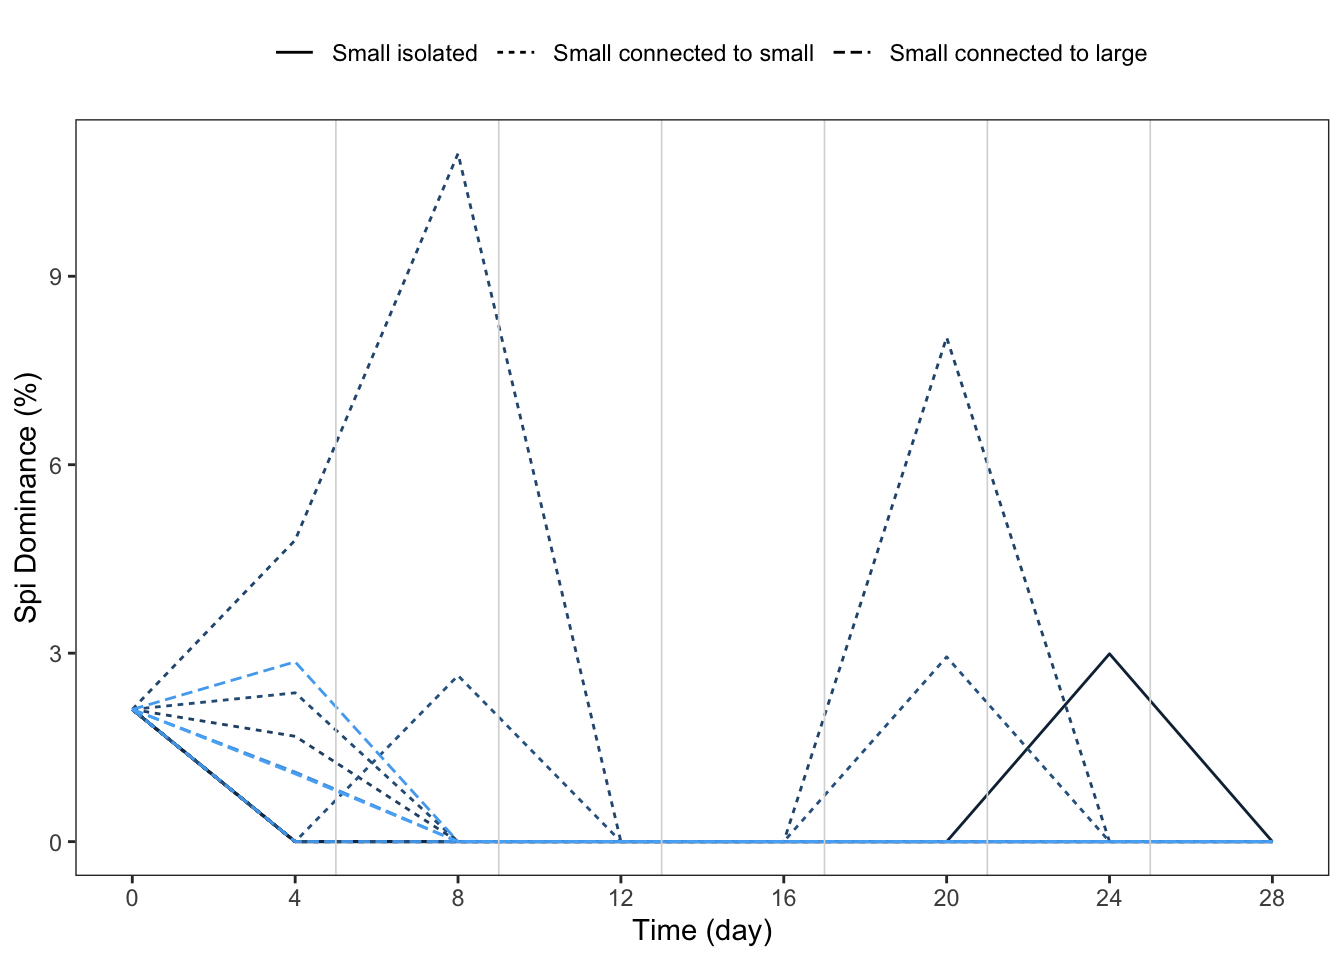 Small isolated Small connected to small Small connected to large
Spi Dominance (%)
9
6
3
0
0 4 8 12 16 20 24 28
Time (day)